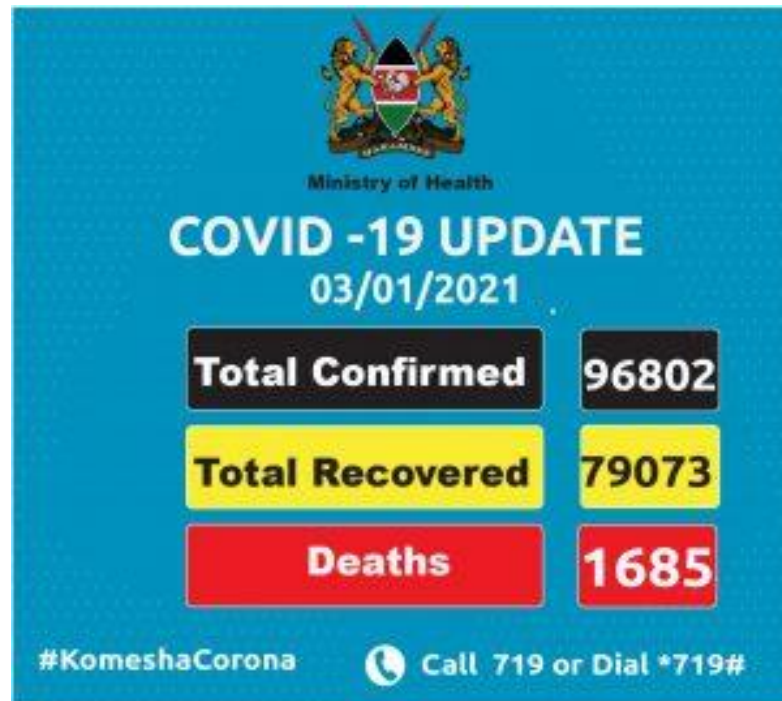 HARAMBEE
Ministry of Health
COVID -19 UPDATE
03/01/2021
Total Confirmed 96802
Total Recovered 79073
Deaths 1685
#KomeshaCorona Call 719 or Dial *719#